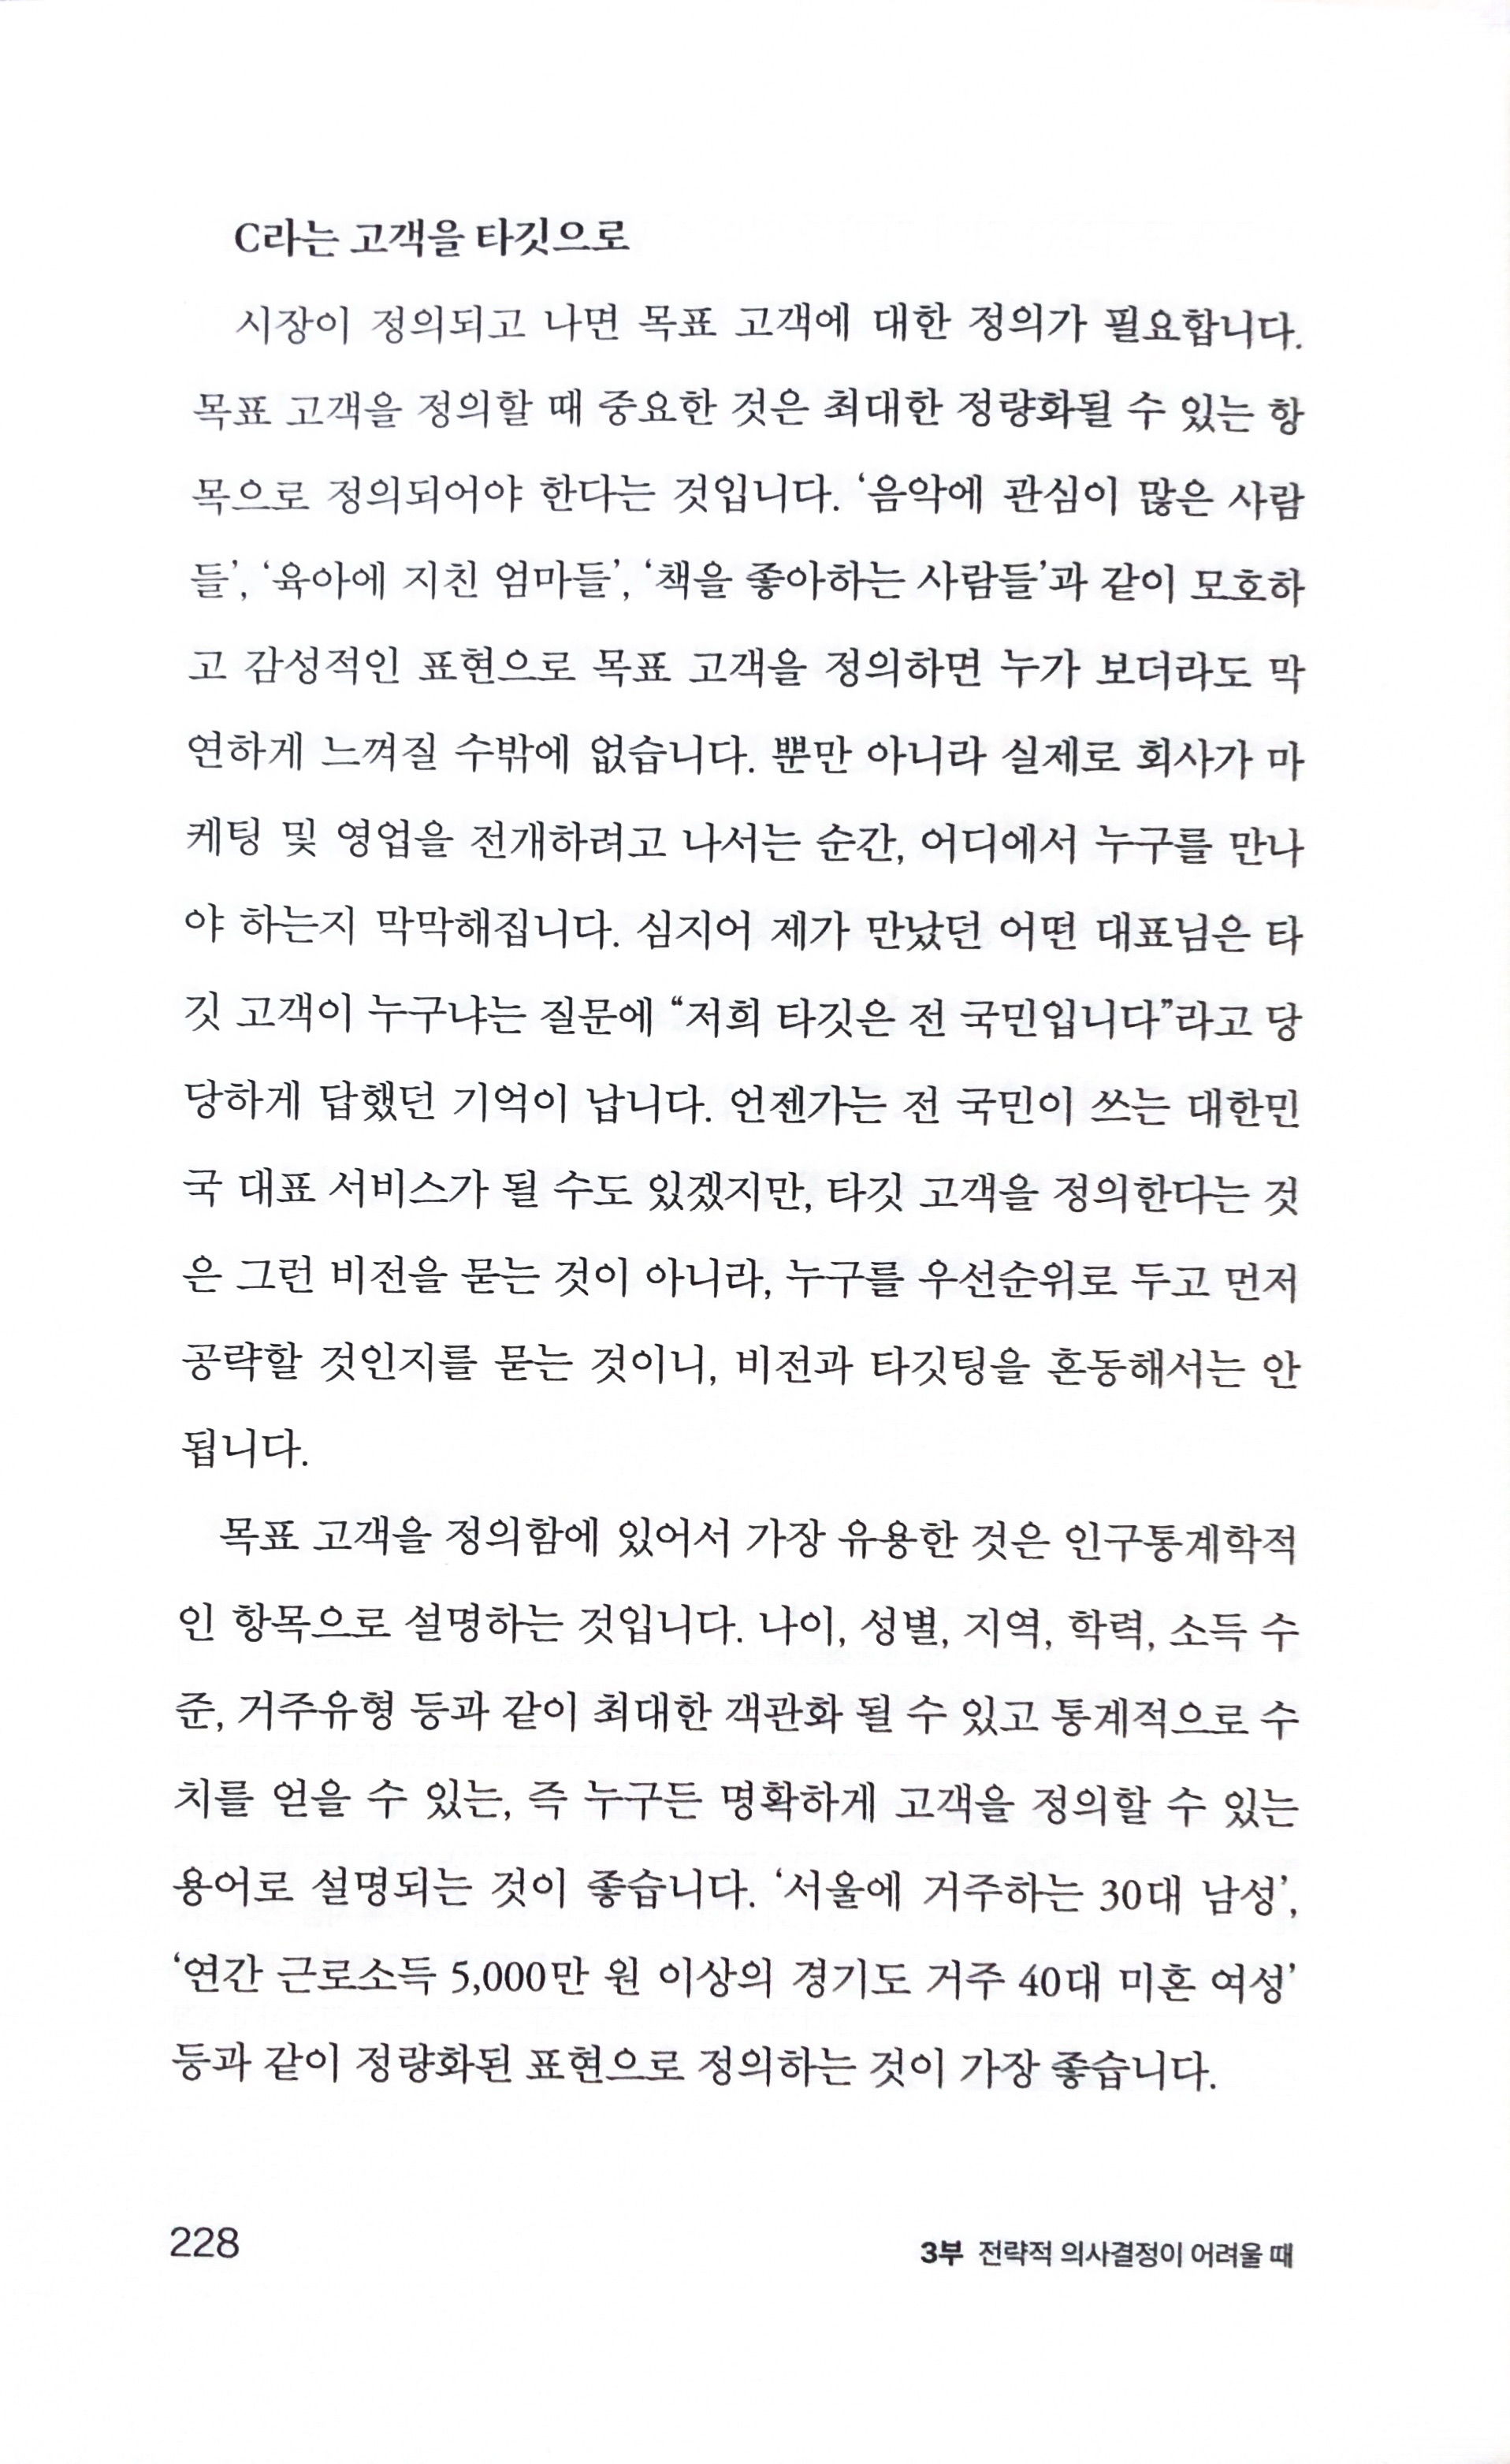 C라는 고객을 타깃으로
시장이 정의되고 나면 목표 고객에 대한 정의가 필요합니다.
목표 고객을 정의할 때 중요한 것은 최대한 정량화될 수 있는 항
목으로 정의되어야 한다는 것입니다. ‘음악에 관심이 많은 사람
들’, ‘육아에 지친 엄마들’, ‘책을 좋아하는 사람들’과 같이 모호하
고 감성적인 표현으로 목표 고객을 정의하면 누가 보더라도 막
연하게 느껴질 수밖에 없습니다. 뿐만 아니라 실제로 회사가 마
케팅 및 영업을 전개하려고 나서는 순간, 어디에서 누구를 만나
야 하는지 막막해집니다. 심지어 제가 만났던 어떤 대표님은 타
깃 고객이 누구냐는 질문에 “저희 타깃은 전 국민입니다”라고 당
당하게 답했던 기억이 납니다. 언젠가는 전 국민이 쓰는 대한민
국 대표 서비스가 될 수도 있겠지만, 타깃 고객을 정의한다는 것
은 그런 비전을 묻는 것이 아니라, 누구를 우선순위로 두고 먼저
공략할 것인지를 묻는 것이니, 비전과 타깃팅을 혼동해서는 안
됩니다.
목표 고객을 정의함에 있어서 가장 유용한 것은 인구통계학적
인 항목으로 설명하는 것입니다. 나이, 성별, 지역, 학력, 소득 수
준, 거주유형 등과 같이 최대한 객관화 될 수 있고 통계적으로 수
치를 얻을 수 있는, 즉 누구든 명확하게 고객을 정의할 수 있는
용어로 설명되는 것이 좋습니다. ‘서울에 거주하는 30대 남성’,
‘연간 근로소득 5,000만 원 이상의 경기도 거주 40대 미혼 여성’
등과 같이 정량화된 표현으로 정의하는 것이 가장 좋습니다.
228
3부 전략적 의사결정이 어려울 때